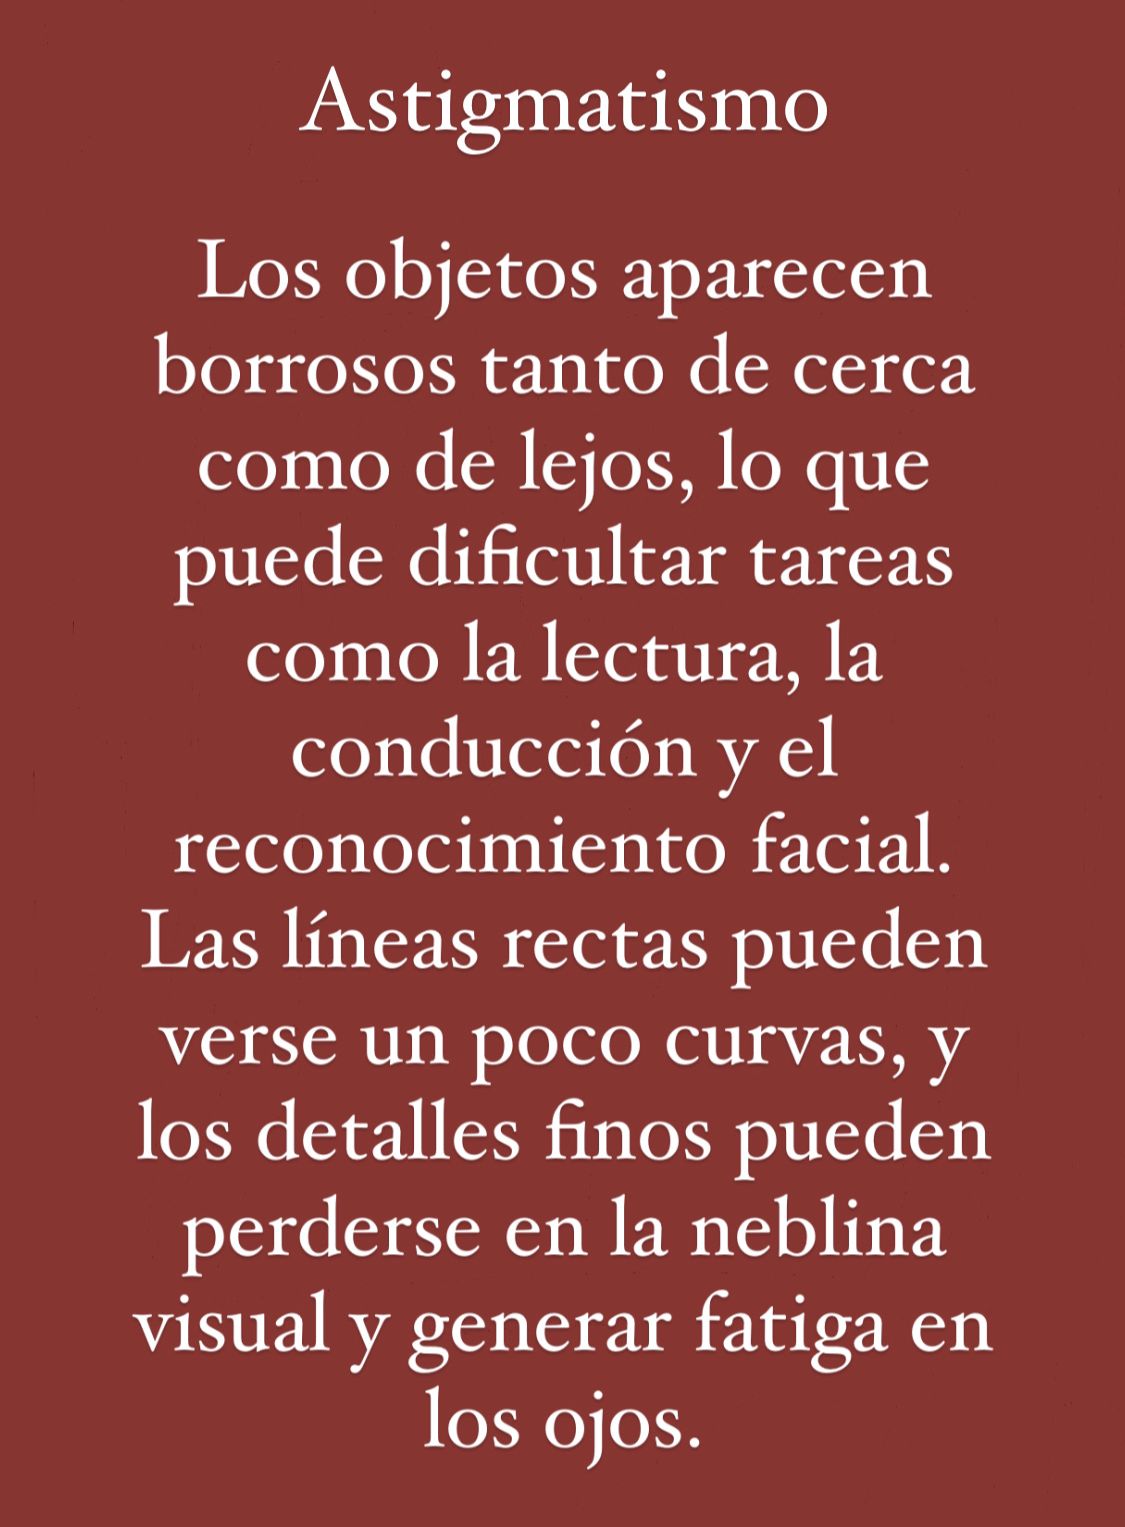 Astigmatismo
Los objetos aparecen
borrosos tanto de cerca
como de lejos, lo que
puede dificultar tareas
como la lectura, la
conducción y el
reconocimiento facial.
Las líneas rectas pueden
verse un poco curvas, y
los detalles finos pueden
perderse en la neblina
visual y generar fatiga en
los ojos.